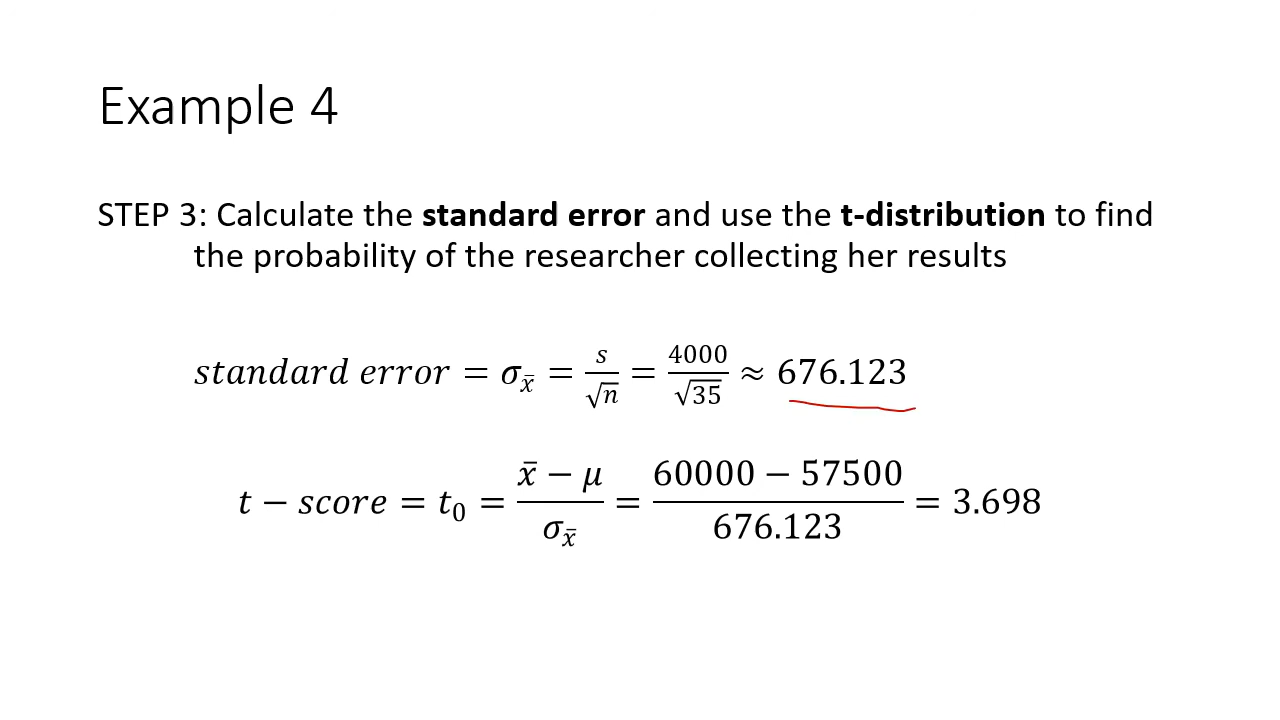 Example 4
STEP 3: Calculate the standard error and use the t-distribution to find
the probability of the researcher collecting her results
standard error = σ_x̄ = s/√n = 4000/√35 ≈ 676.123
t − score = t₀ = (x̄ − μ)/σ_x̄ = (60000 − 57500)/676.123 = 3.698